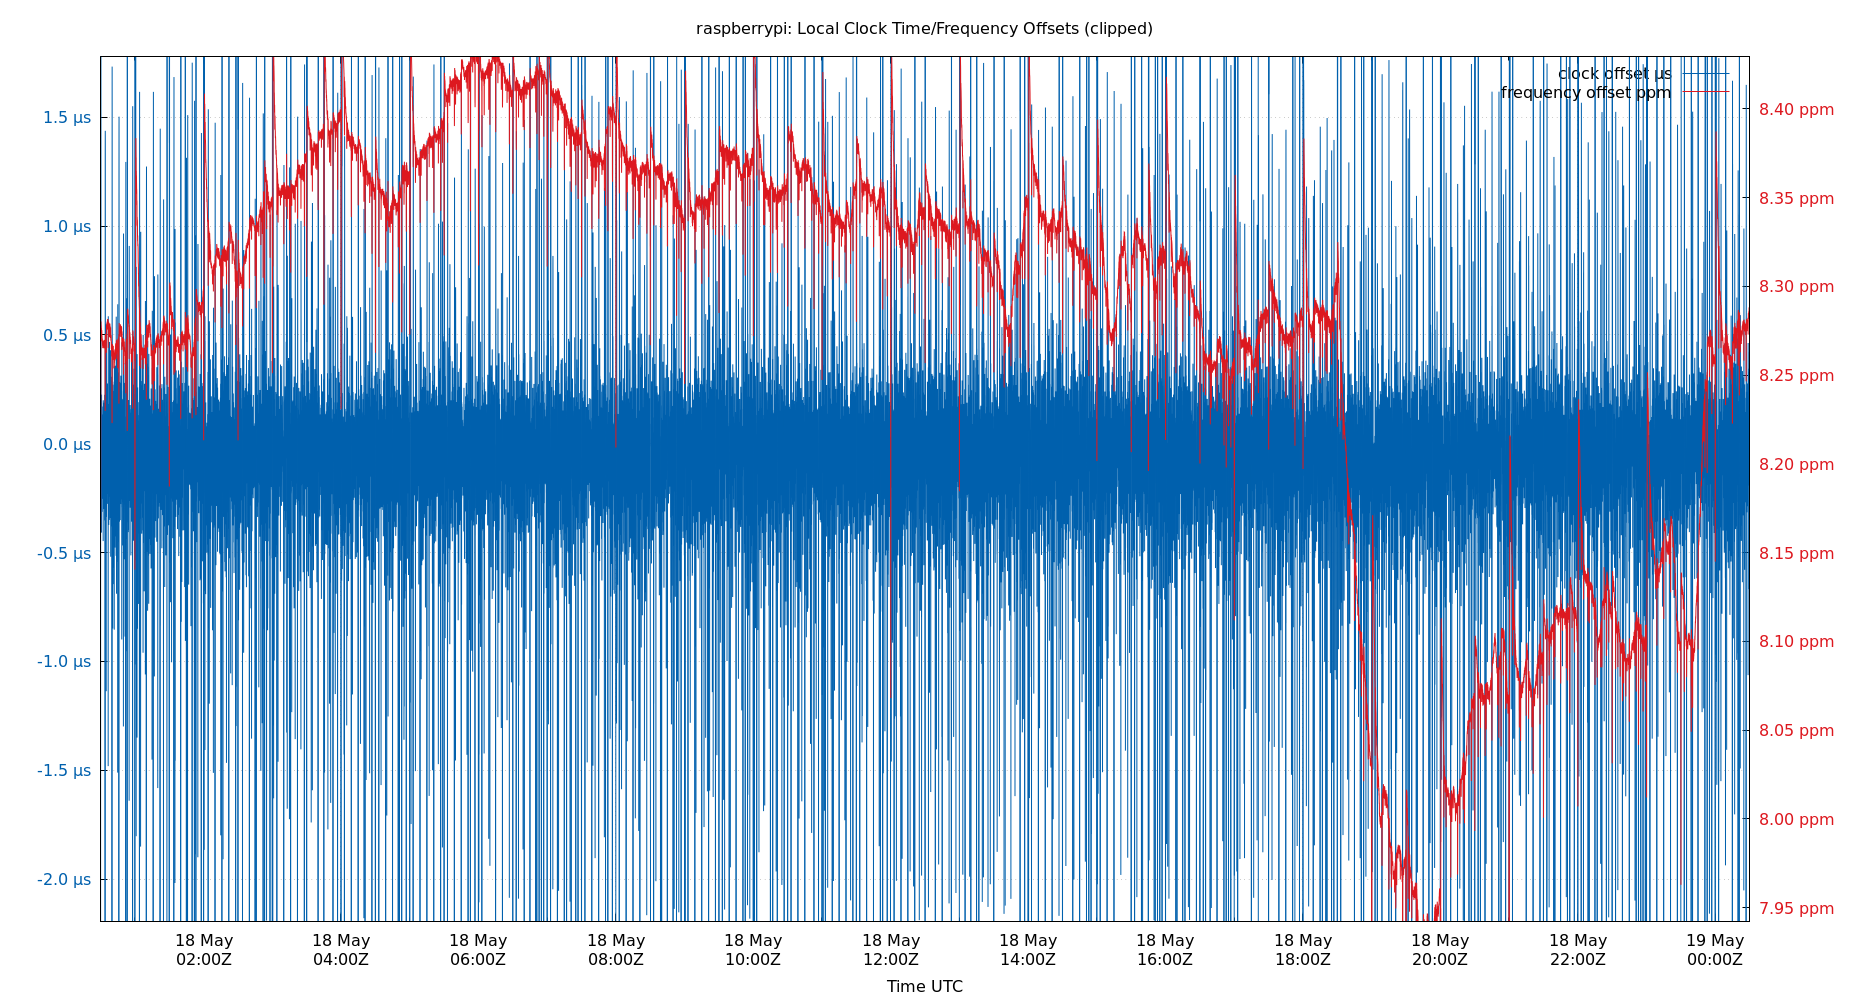 raspberrypi: Local Clock Time/Frequency Offsets (clipped)
clock offset µs
frequency offset ppm
1.5 µs
1.0 µs
0.5 µs
0.0 µs
-0.5 µs
-1.0 µs
-1.5 µs
-2.0 µs
8.40 ppm
8.35 ppm
8.30 ppm
8.25 ppm
8.20 ppm
8.15 ppm
8.10 ppm
8.05 ppm
8.00 ppm
7.95 ppm
18 May 18 May 18 May 18 May 18 May 18 May 18 May 18 May 18 May 18 May 18 May 19 May
02:00Z 04:00Z 06:00Z 08:00Z 10:00Z 12:00Z 14:00Z 16:00Z 18:00Z 20:00Z 22:00Z 00:00Z
Time UTC